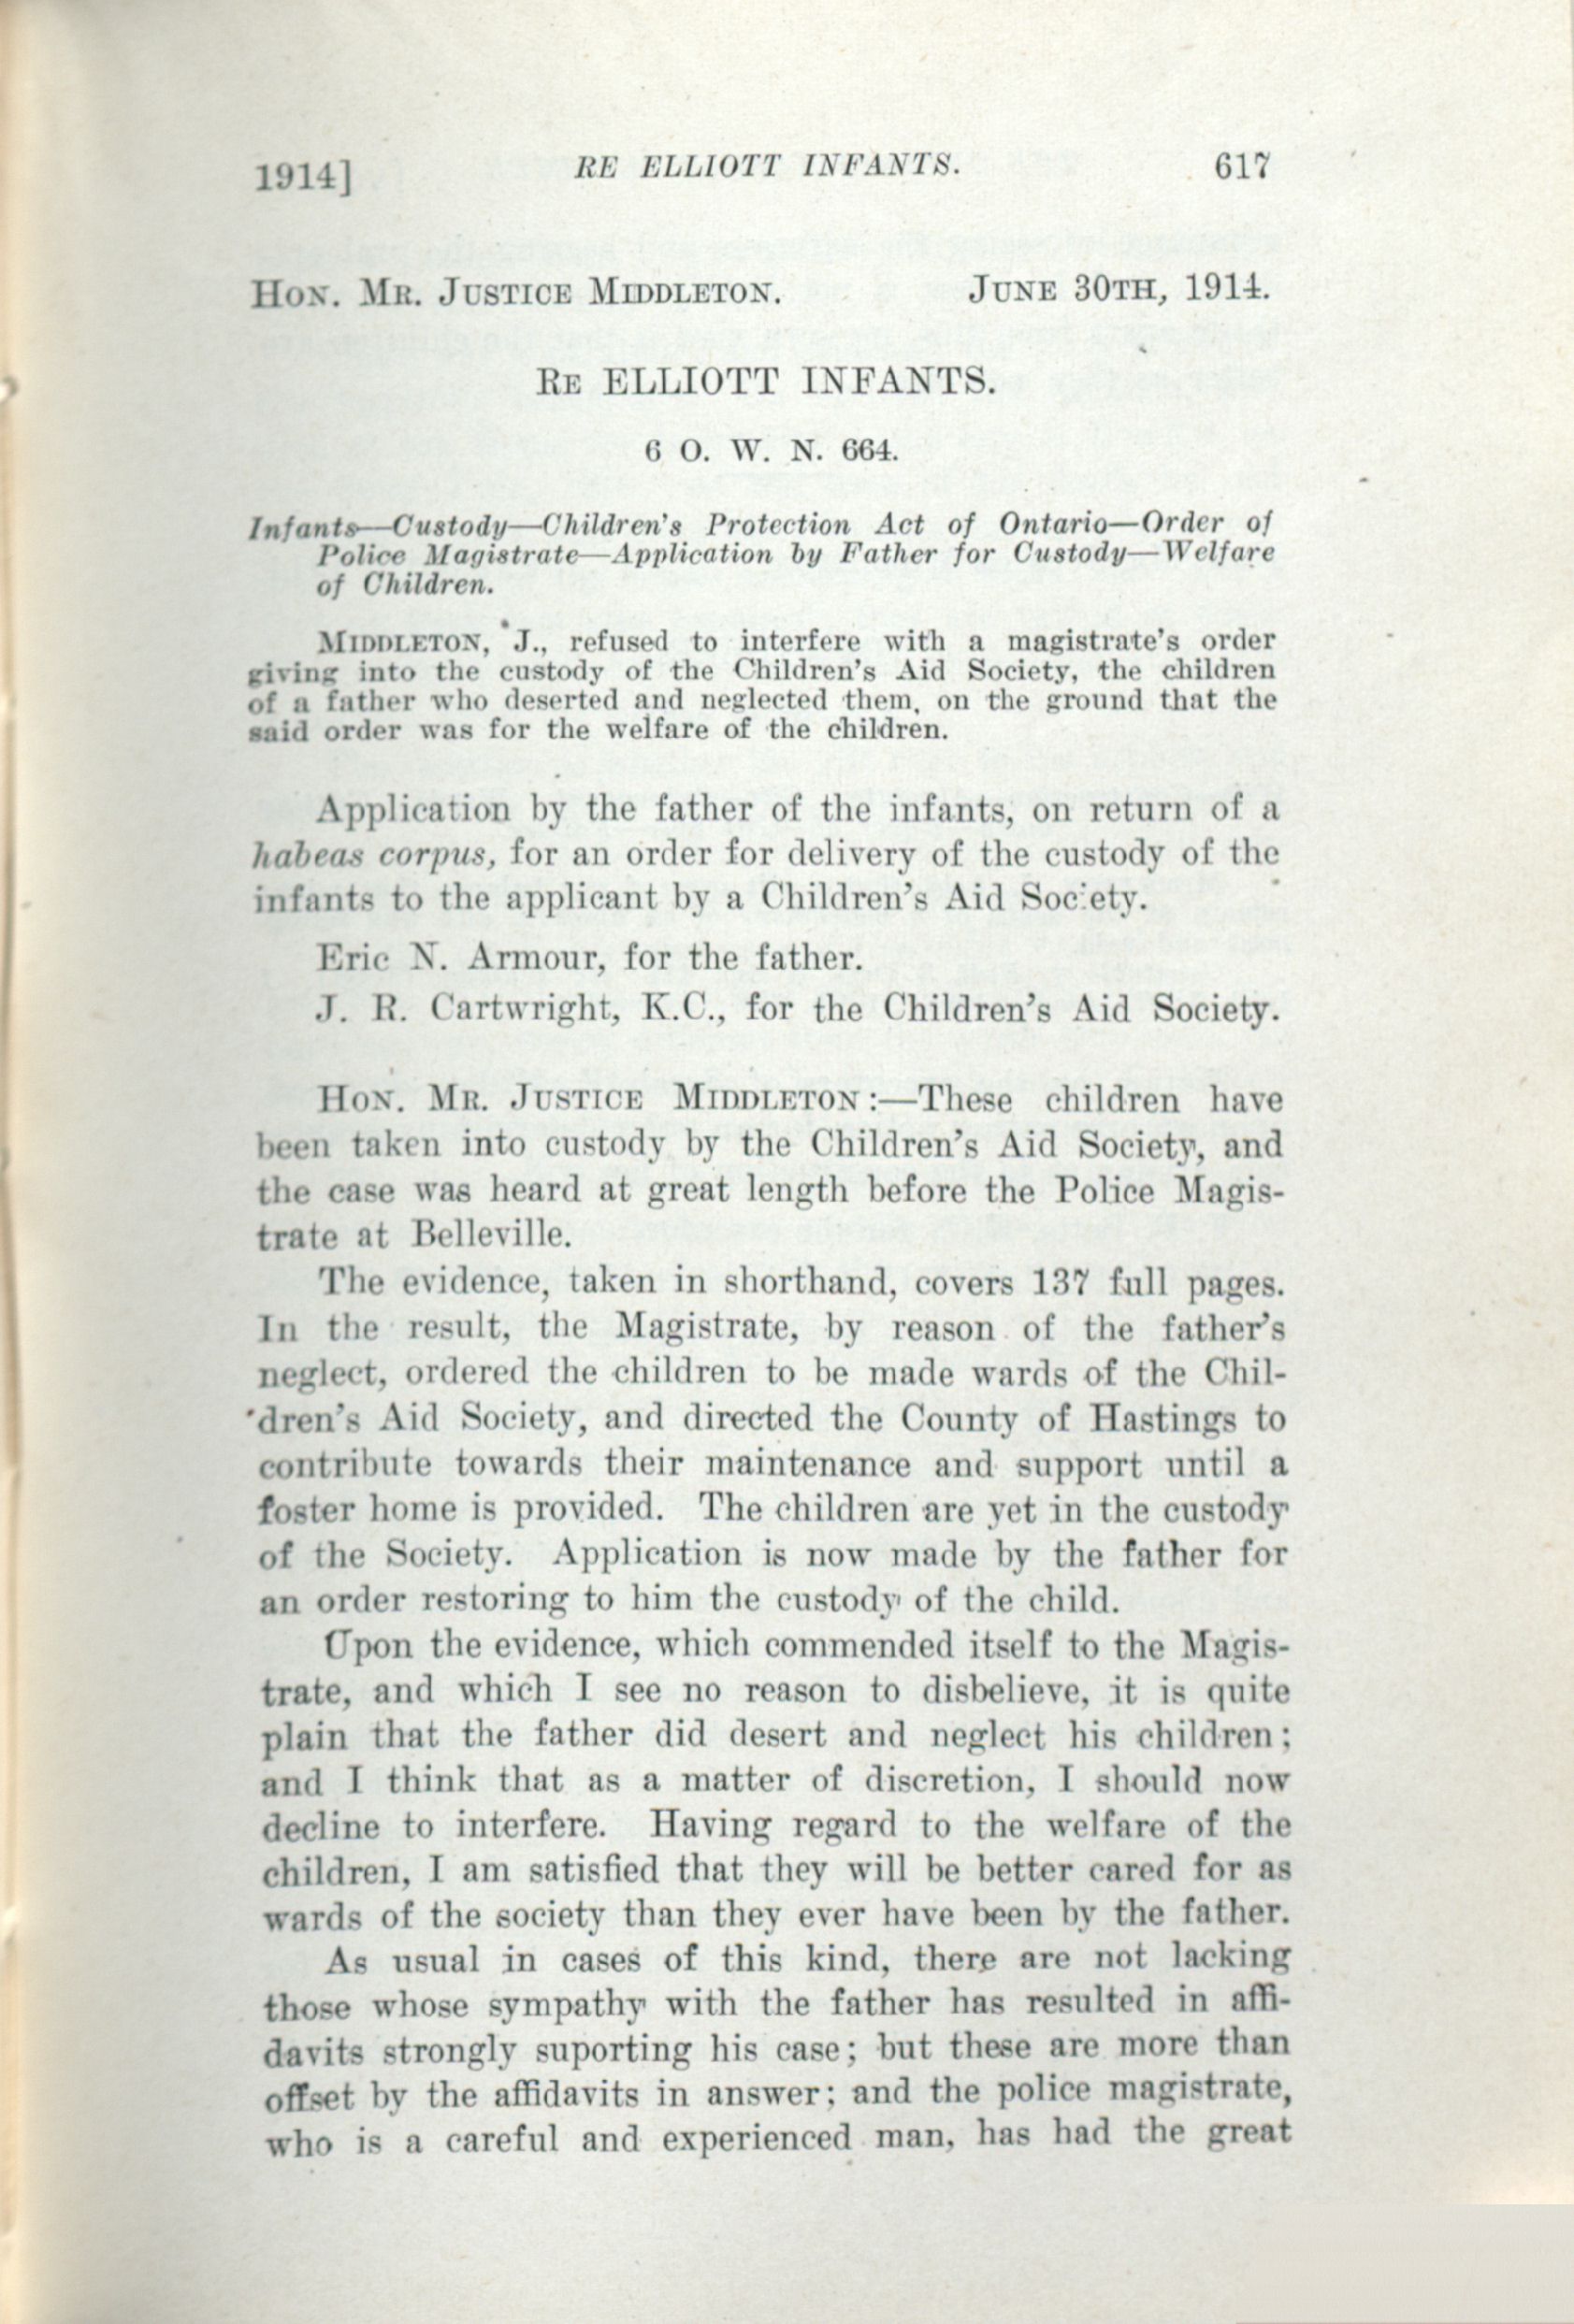 1914] RE ELLIOTT INFANTS. 617
HON. MR. JUSTICE MIDDLETON. JUNE 30TH, 1914.
RE ELLIOTT INFANTS.
6 O. W. N. 664.
Infants—Custody—Children's Protection Act of Ontario—Order of
Police Magistrate—Application by Father for Custody—Welfare
of Children.
MIDDLETON, J., refused to interfere with a magistrate's order
giving into the custody of the Children's Aid Society, the children
of a father who deserted and neglected them, on the ground that the
said order was for the welfare of the children.
Application by the father of the infants, on return of a
habeas corpus, for an order for delivery of the custody of the
infants to the applicant by a Children's Aid Society.
Eric N. Armour, for the father.
J. R. Cartwright, K.C., for the Children's Aid Society.
HON. MR. JUSTICE MIDDLETON:—These children have
been taken into custody by the Children's Aid Society, and
the case was heard at great length before the Police Magis-
trate at Belleville.
The evidence, taken in shorthand, covers 137 full pages.
In the result, the Magistrate, by reason of the father's
neglect, ordered the children to be made wards of the Chil-
dren's Aid Society, and directed the County of Hastings to
contribute towards their maintenance and support until a
foster home is provided. The children are yet in the custody
of the Society. Application is now made by the father for
an order restoring to him the custody of the child.
Upon the evidence, which commended itself to the Magis-
trate, and which I see no reason to disbelieve, it is quite
plain that the father did desert and neglect his children;
and I think that as a matter of discretion, I should now
decline to interfere. Having regard to the welfare of the
children, I am satisfied that they will be better cared for as
wards of the society than they ever have been by the father.
As usual in cases of this kind, there are not lacking
those whose sympathy with the father has resulted in affi-
davits strongly suporting his case; but these are more than
offset by the affidavits in answer; and the police magistrate,
who is a careful and experienced man, has had the great